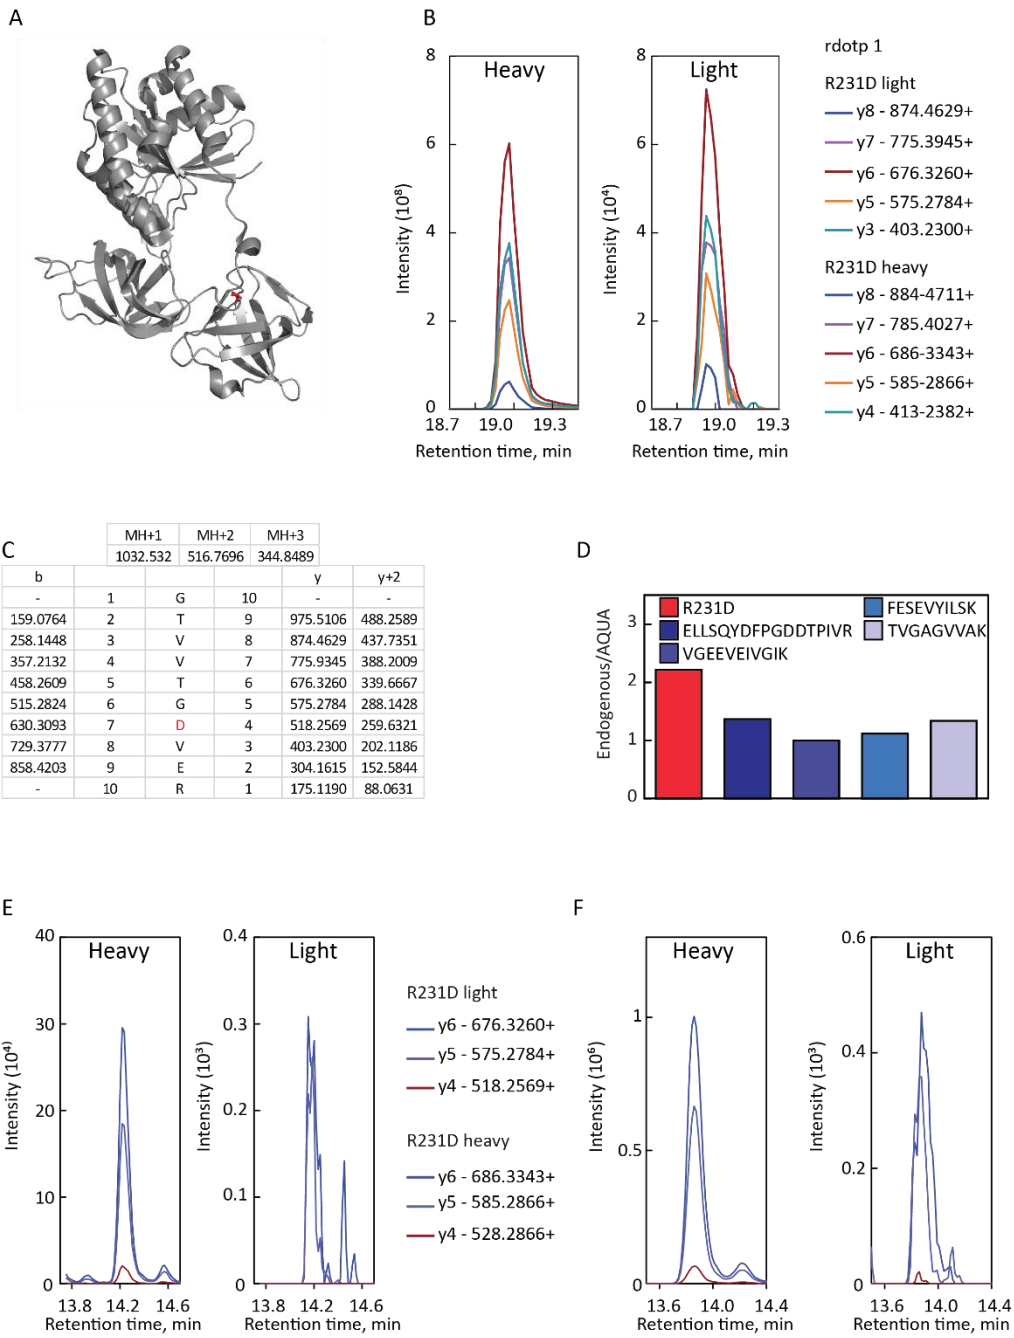 A
B
8
6
4
2
0
Intensity (10⁸)
Heavy
18.7 19.0 19.3
Retention time, min
8
6
4
2
0
Intensity (10⁴)
Light
18.7 19.0 19.3
Retention time, min
rdotp 1
R231D light
y8 - 874.4629+
y7 - 775.3945+
y6 - 676.3260+
y5 - 575.2784+
y3 - 403.2300+
R231D heavy
y8 - 884-4711+
y7 - 785.4027+
y6 - 686-3343+
y5 - 585-2866+
y4 - 413-2382+
C
MH+1 MH+2 MH+3
1032.532 516.7696 344.8489
b y y+2
- 1 G 10 - -
159.0764 2 T 9 975.5106 488.2589
258.1448 3 V 8 874.4629 437.7351
357.2132 4 V 7 775.9345 388.2009
458.2609 5 T 6 676.3260 339.6667
515.2824 6 G 5 575.2784 288.1428
630.3093 7 D 4 518.2569 259.6321
729.3777 8 V 3 403.2300 202.1186
858.4203 9 E 2 304.1615 152.5844
- 10 R 1 175.1190 88.0631
D
3
2
1
0
Endogenous/AQUA
R231D FESEVYILSK
ELLSQYDFPGDDTPIVR TVGAGVVAK
VGEEVEIVGIK
E
40
30
20
10
0
Intensity (10⁴)
Heavy
13.8 14.2 14.6
Retention time, min
0.4
0.3
0.2
0.1
0
Intensity (10³)
Light
13.8 14.2 14.6
Retention time, min
R231D light
y6 - 676.3260+
y5 - 575.2784+
y4 - 518.2569+
R231D heavy
y6 - 686.3343+
y5 - 585.2866+
y4 - 528.2866+
F
1
0.5
0
Intensity (10⁶)
Heavy
13.6 14.0 14.4
Retention time, min
0.6
0.4
0.2
0
Intensity (10³)
Light
13.6 14.0 14.4
Retention time, min